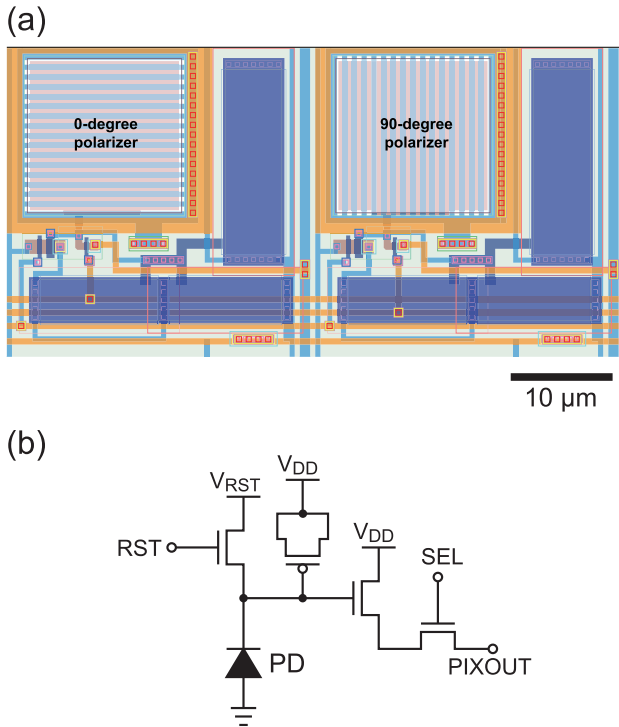 (a)
0-degree
polarizer
90-degree
polarizer
10 µm
(b)
VDD
VRST
VDD
RST
SEL
PD
PIXOUT